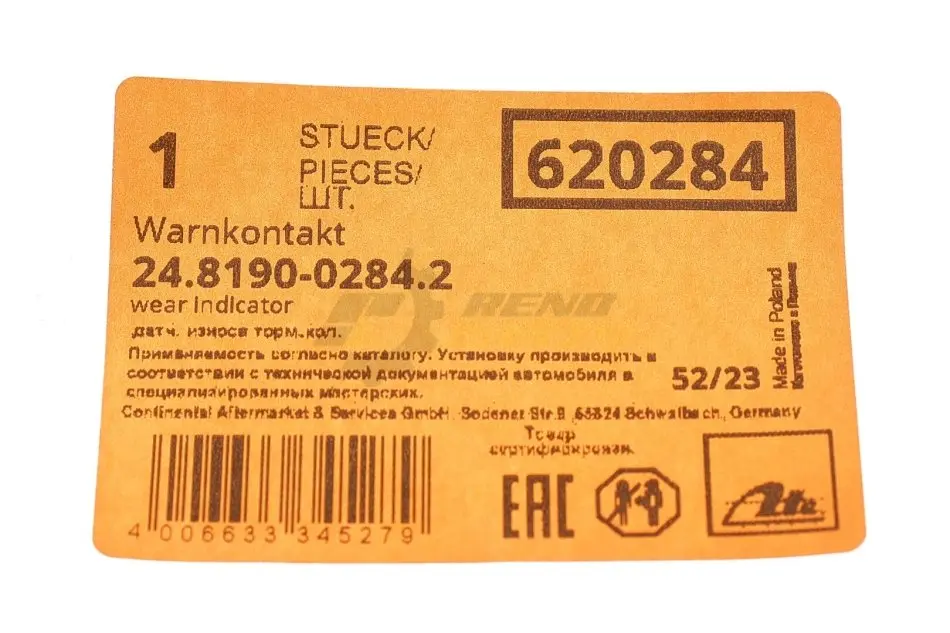 1
STUECK/
PIECES/
ШТ.
620284
Warnkontakt
24.8190-0284.2
wear indicator
RENO
датч. износа торм.кол.
Применяемость согласно каталогу. Установку производить в
соответствии с технической документацией автомобиля в
специализированных мастерских.
52/23
Made in Poland
Continental Aftermarket & Services GmbH, Sodener Str.9, 65824 Schwalbach, Germany
Товар
сертифицирован.
EAC
Ate
4 006633 345279